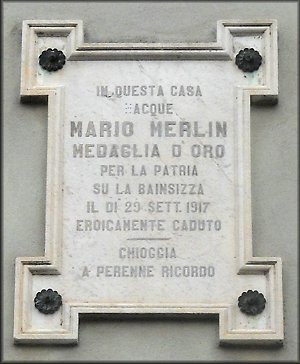 IN QUESTA CASA
NACQUE
MARIO MERLIN
MEDAGLIA D'ORO
PER LA PATRIA
SU LA BAINSIZZA
IL DI 29 SETT. 1917
EROICAMENTE CADUTO
CHIOGGIA
A PERENNE RICORDO